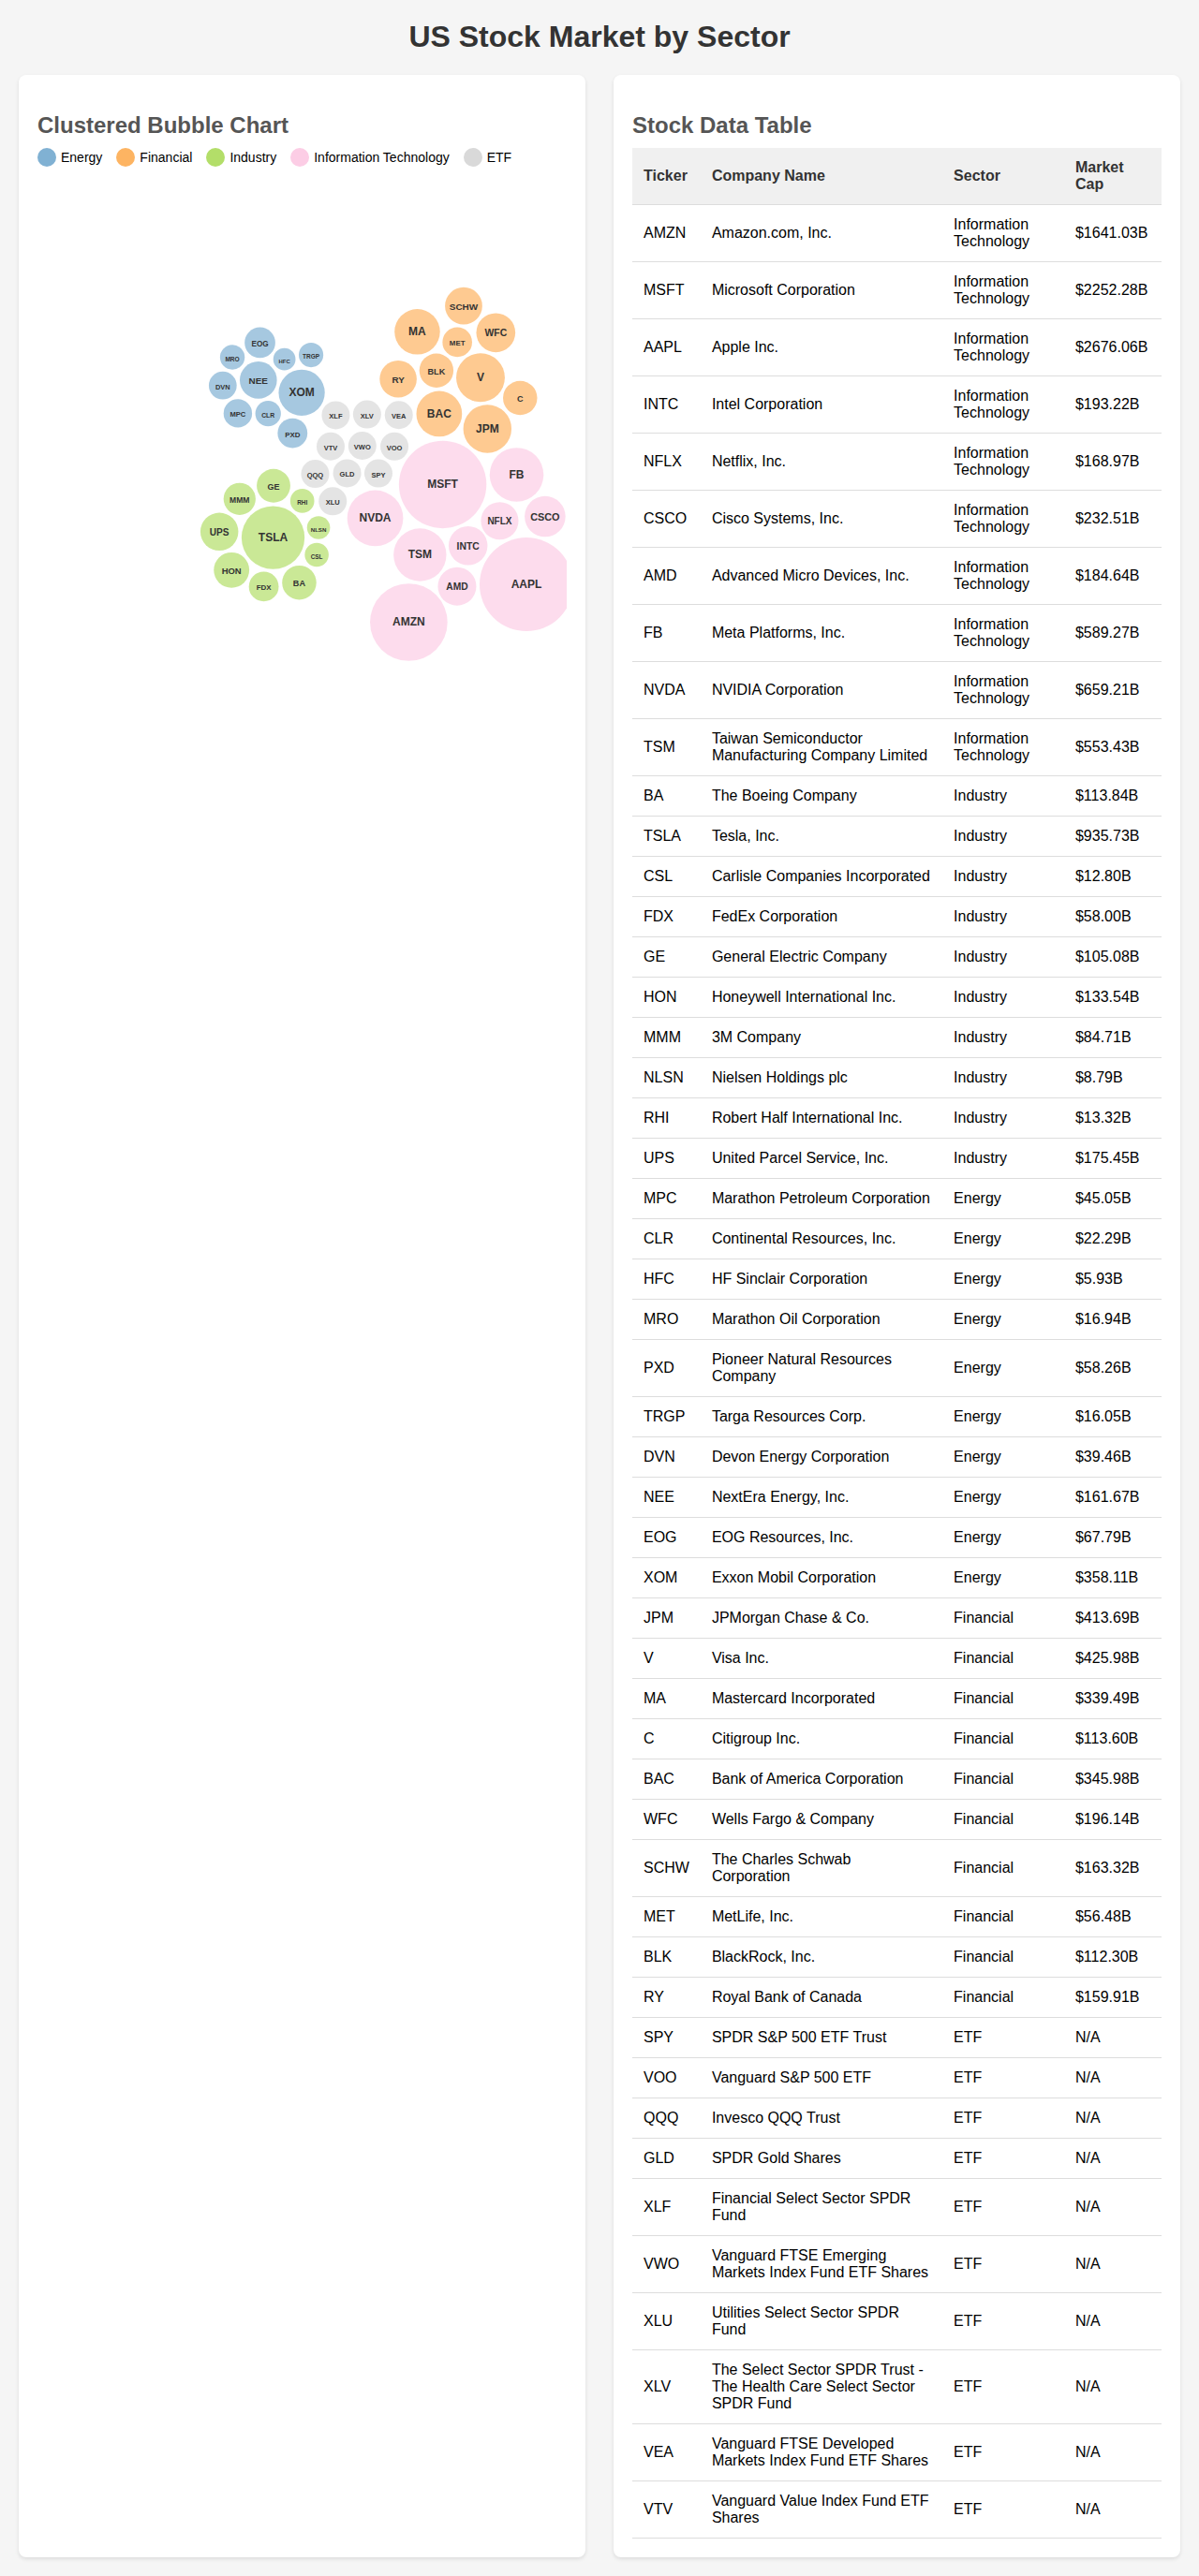 US Stock Market by Sector
Clustered Bubble Chart
Energy Financial Industry Information Technology ETF
SCHW
MA
WFC
MET
EOG
TRGP
MRO
HFC
BLK
V
RY
NEE
DVN
XOM
C
MPC
CLR
XLF
XLV
VEA
BAC
JPM
PXD
VTV
VWO
VOO
QQQ
GLD
SPY
MSFT
FB
GE
MMM
RHI
XLU
NVDA
NFLX
CSCO
UPS
TSLA
NLSN
INTC
TSM
CSL
HON
BA
FDX
AMD
AAPL
AMZN
Stock Data Table
Ticker Company Name Sector Market
Cap
AMZN Amazon.com, Inc. Information
Technology $1641.03B
MSFT Microsoft Corporation Information
Technology $2252.28B
AAPL Apple Inc. Information
Technology $2676.06B
INTC Intel Corporation Information
Technology $193.22B
NFLX Netflix, Inc. Information
Technology $168.97B
CSCO Cisco Systems, Inc. Information
Technology $232.51B
AMD Advanced Micro Devices, Inc. Information
Technology $184.64B
FB Meta Platforms, Inc. Information
Technology $589.27B
NVDA NVIDIA Corporation Information
Technology $659.21B
TSM Taiwan Semiconductor
Manufacturing Company Limited Information
Technology $553.43B
BA The Boeing Company Industry $113.84B
TSLA Tesla, Inc. Industry $935.73B
CSL Carlisle Companies Incorporated Industry $12.80B
FDX FedEx Corporation Industry $58.00B
GE General Electric Company Industry $105.08B
HON Honeywell International Inc. Industry $133.54B
MMM 3M Company Industry $84.71B
NLSN Nielsen Holdings plc Industry $8.79B
RHI Robert Half International Inc. Industry $13.32B
UPS United Parcel Service, Inc. Industry $175.45B
MPC Marathon Petroleum Corporation Energy $45.05B
CLR Continental Resources, Inc. Energy $22.29B
HFC HF Sinclair Corporation Energy $5.93B
MRO Marathon Oil Corporation Energy $16.94B
PXD Pioneer Natural Resources
Company Energy $58.26B
TRGP Targa Resources Corp. Energy $16.05B
DVN Devon Energy Corporation Energy $39.46B
NEE NextEra Energy, Inc. Energy $161.67B
EOG EOG Resources, Inc. Energy $67.79B
XOM Exxon Mobil Corporation Energy $358.11B
JPM JPMorgan Chase & Co. Financial $413.69B
V Visa Inc. Financial $425.98B
MA Mastercard Incorporated Financial $339.49B
C Citigroup Inc. Financial $113.60B
BAC Bank of America Corporation Financial $345.98B
WFC Wells Fargo & Company Financial $196.14B
SCHW The Charles Schwab
Corporation Financial $163.32B
MET MetLife, Inc. Financial $56.48B
BLK BlackRock, Inc. Financial $112.30B
RY Royal Bank of Canada Financial $159.91B
SPY SPDR S&P 500 ETF Trust ETF N/A
VOO Vanguard S&P 500 ETF ETF N/A
QQQ Invesco QQQ Trust ETF N/A
GLD SPDR Gold Shares ETF N/A
XLF Financial Select Sector SPDR
Fund ETF N/A
VWO Vanguard FTSE Emerging
Markets Index Fund ETF Shares ETF N/A
XLU Utilities Select Sector SPDR
Fund ETF N/A
XLV The Select Sector SPDR Trust -
The Health Care Select Sector
SPDR Fund ETF N/A
VEA Vanguard FTSE Developed
Markets Index Fund ETF Shares ETF N/A
VTV Vanguard Value Index Fund ETF
Shares ETF N/A